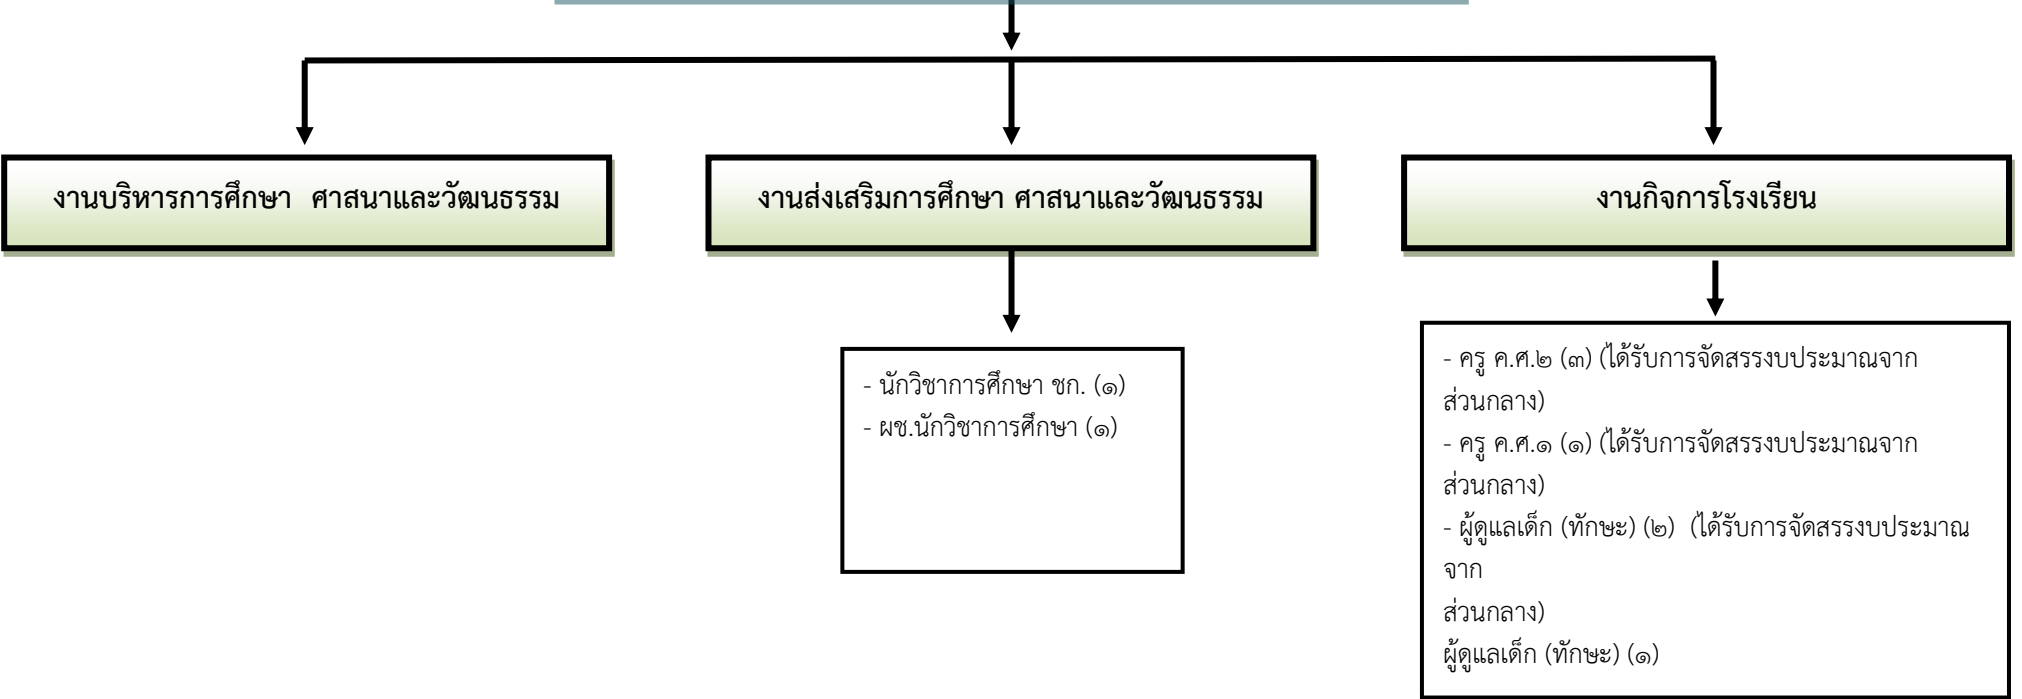 งานบริหารการศึกษา  ศาสนาและวัฒนธรรม
งานส่งเสริมการศึกษา ศาสนาและวัฒนธรรม
งานกิจการโรงเรียน
- นักวิชาการศึกษา ชก. (๑)
- ผช.นักวิชาการศึกษา (๑)
- ครู ค.ศ.๒ (๓) (ได้รับการจัดสรรงบประมาณจาก
ส่วนกลาง)
- ครู ค.ศ.๑ (๑) (ได้รับการจัดสรรงบประมาณจาก
ส่วนกลาง)
- ผู้ดูแลเด็ก (ทักษะ) (๒)  (ได้รับการจัดสรรงบประมาณ
จาก
ส่วนกลาง)
ผู้ดูแลเด็ก (ทักษะ) (๑)